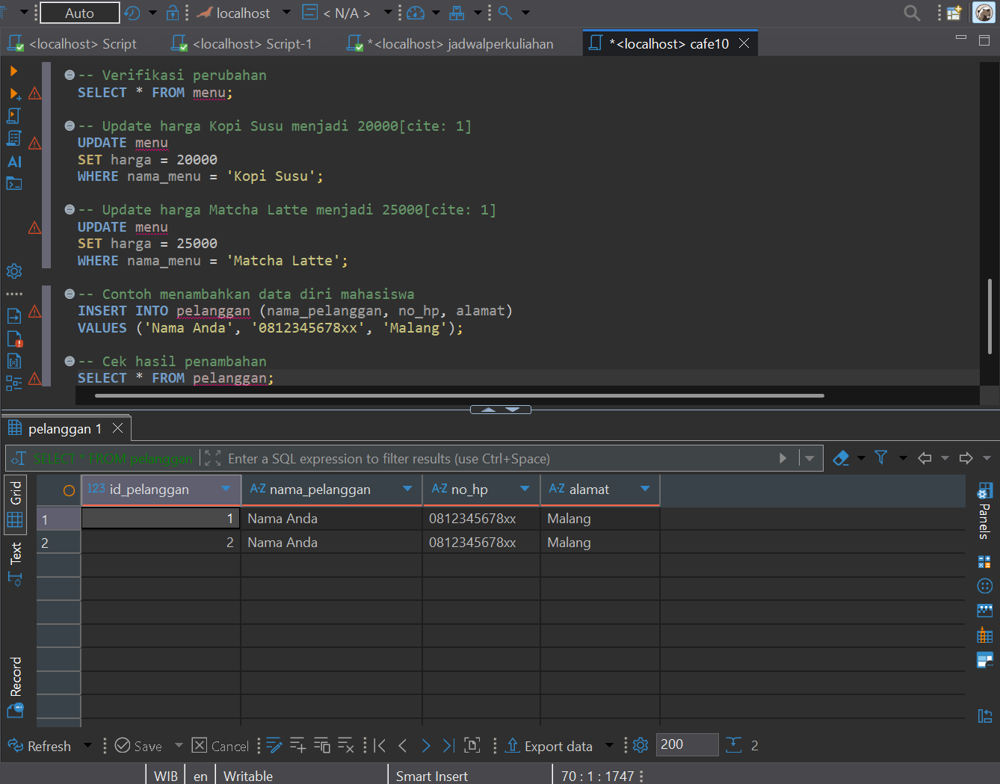 Auto
localhost
< N/A >
<localhost> Script
<localhost> Script-1
*<localhost> jadwalperkuliahan
*<localhost> cafe10
-- Verifikasi perubahan
SELECT * FROM menu;
-- Update harga Kopi Susu menjadi 20000[cite: 1]
UPDATE menu
SET harga = 20000
WHERE nama_menu = 'Kopi Susu';
-- Update harga Matcha Latte menjadi 25000[cite: 1]
UPDATE menu
SET harga = 25000
WHERE nama_menu = 'Matcha Latte';
-- Contoh menambahkan data diri mahasiswa
INSERT INTO pelanggan (nama_pelanggan, no_hp, alamat)
VALUES ('Nama Anda', '0812345678xx', 'Malang');
-- Cek hasil penambahan
SELECT * FROM pelanggan;
AI
pelanggan 1
SELECT * FROM pelanggan
Enter a SQL expression to filter results (use Ctrl+Space)
Grid
Text
Record
Panels
123 id_pelanggan A-Z nama_pelanggan A-Z no_hp A-Z alamat
1 1 Nama Anda 0812345678xx Malang
2 2 Nama Anda 0812345678xx Malang
Refresh Save Cancel Export data 200 2
WIB en Writable Smart Insert 70 : 1 : 1747